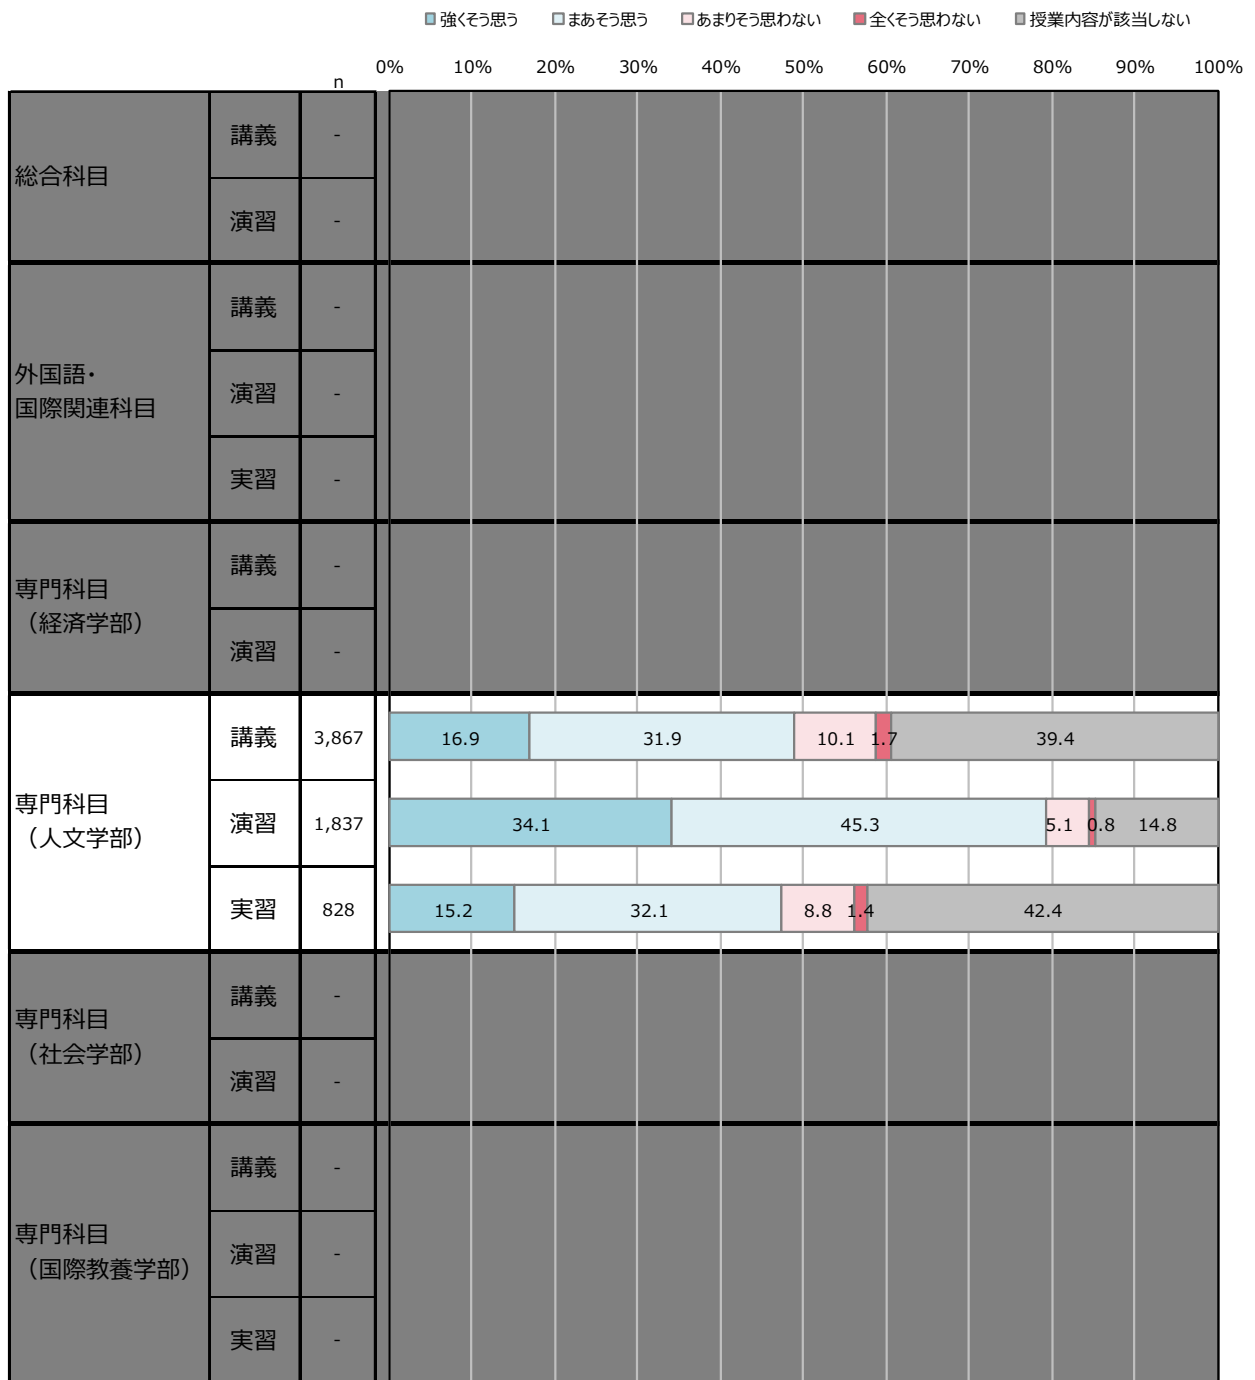 強くそう思う まあそう思う あまりそう思わない 全くそう思わない 授業内容が該当しない
n 0% 10% 20% 30% 40% 50% 60% 70% 80% 90% 100%
総合科目
講義 -
演習 -
外国語・
国際関連科目
講義 -
演習 -
実習 -
専門科目
（経済学部）
講義 -
演習 -
専門科目
（人文学部）
講義 3,867 16.9 31.9 10.1 1.7 39.4
演習 1,837 34.1 45.3 5.1 0.8 14.8
実習 828 15.2 32.1 8.8 1.4 42.4
専門科目
（社会学部）
講義 -
演習 -
専門科目
（国際教養学部）
講義 -
演習 -
実習 -